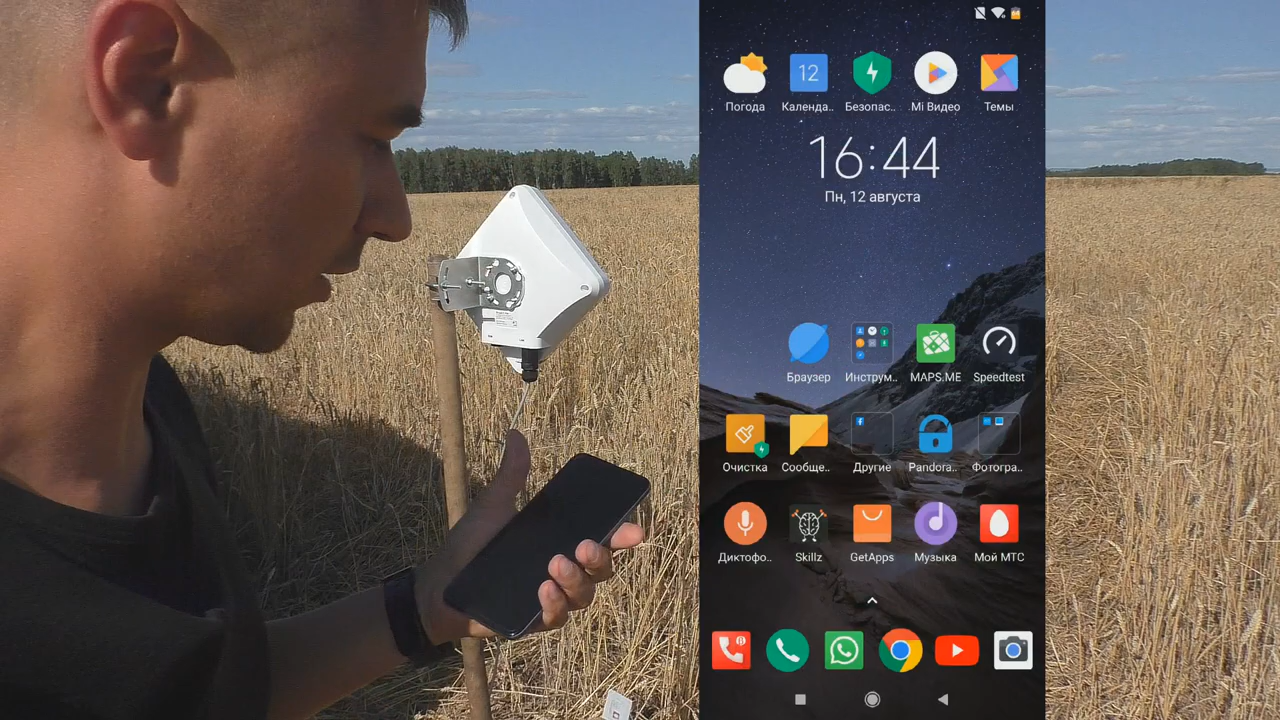 12
Погода
Календа..
Безопас..
Mi Видео
Темы
16:44
Пн, 12 августа
Браузер
Инструм..
MAPS.ME
Speedtest
Очистка
Сообще..
Другие
Pandora..
Фотогра..
Диктофо..
Skillz
GetApps
Музыка
Мой МТС